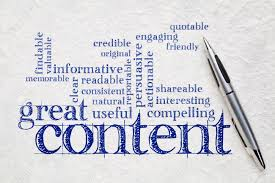 quotable
credible
engaging
original
friendly
findable
valuable
informative
memorable
clear
readable
consistent
natural
portable
persuasive
actionable
shareable
interesting
great
useful
compelling
content